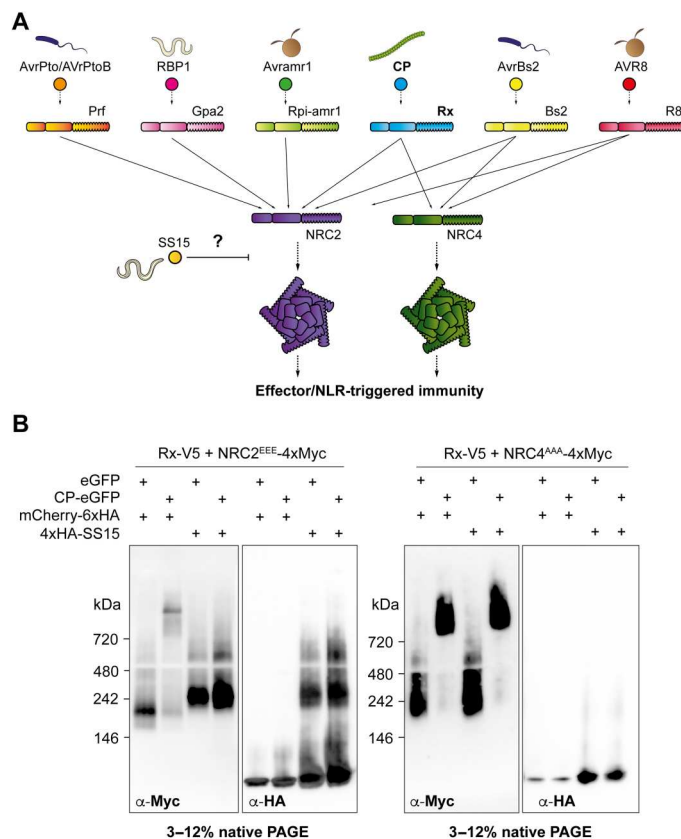 A
AvrPto/AVrPtoB RBP1 Avramr1 CP AvrBs2 AVR8
Prf Gpa2 Rpi-amr1 Rx Bs2 R8
NRC2 NRC4
SS15 ?
Effector/NLR-triggered immunity
B
Rx-V5 + NRC2EEE-4xMyc Rx-V5 + NRC4AAA-4xMyc
eGFP + + + + + + + +
CP-eGFP + + + + + + + +
mCherry-6xHA + + + + + + + +
4xHA-SS15 + + + + + + + +
kDa kDa
720 720
480 480
242 242
146 146
α-Myc α-HA α-Myc α-HA
3–12% native PAGE 3–12% native PAGE